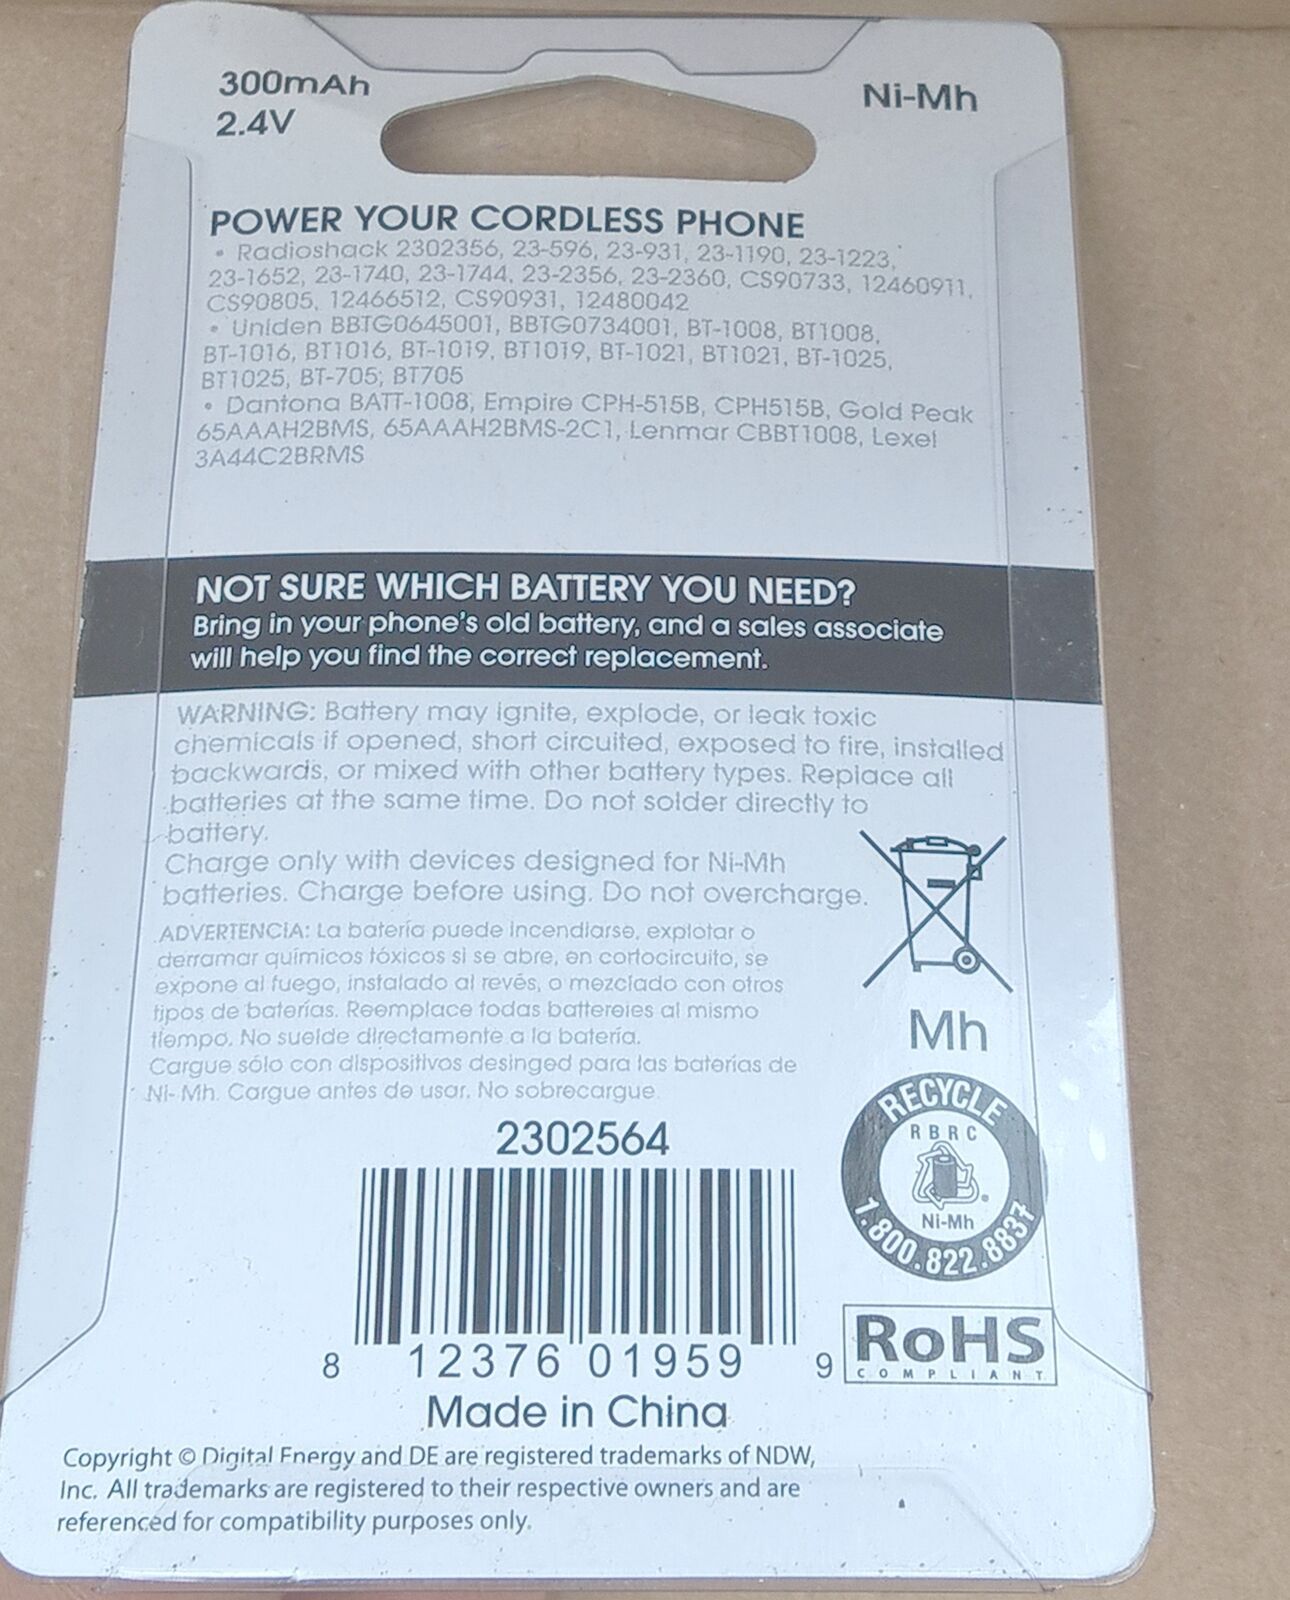 300mAh
2.4V
Ni-Mh
POWER YOUR CORDLESS PHONE
• Radioshack 2302356, 23-596, 23-931, 23-1190, 23-1223,
23-1652, 23-1740, 23-1744, 23-2356, 23-2360, CS90733, 12460911,
CS90805, 12466512, CS90931, 12480042
• Uniden BBTG0645001, BBTG0734001, BT-1008, BT1008,
BT-1016, BT1016, BT-1019, BT1019, BT-1021, BT1021, BT-1025,
BT1025, BT-705; BT705
• Dantona BATT-1008, Empire CPH-515B, CPH515B, Gold Peak
65AAAH2BMS, 65AAAH2BMS-2C1, Lenmar CBBT1008, Lexel
3A44C2BRMS
NOT SURE WHICH BATTERY YOU NEED?
Bring in your phone's old battery, and a sales associate
will help you find the correct replacement.
WARNING: Battery may ignite, explode, or leak toxic
chemicals if opened, short circuited, exposed to fire, installed
backwards, or mixed with other battery types. Replace all
batteries at the same time. Do not solder directly to
battery.
Charge only with devices designed for Ni-Mh
batteries. Charge before using. Do not overcharge.
ADVERTENCIA: La batería puede incendiarse, explotar o
derramar químicos tóxicos si se abre, en cortocircuito, se
expone al fuego, instalado al revés, o mezclado con otros
tipos de baterías. Reemplace todas battereies al mismo
tiempo. No suelde directamente a la batería.
Cargue sólo con dispositivos desinged para las baterías de
Ni- Mh. Cargue antes de usar. No sobrecargue.
Mh
RECYCLE
RBRC
Ni-Mh
1.800.822.8837
2302564
8 12376 01959 9
RoHS
COMPLIANT
Made in China
Copyright © Digital Energy and DE are registered trademarks of NDW,
Inc. All trademarks are registered to their respective owners and are
referenced for compatibility purposes only.